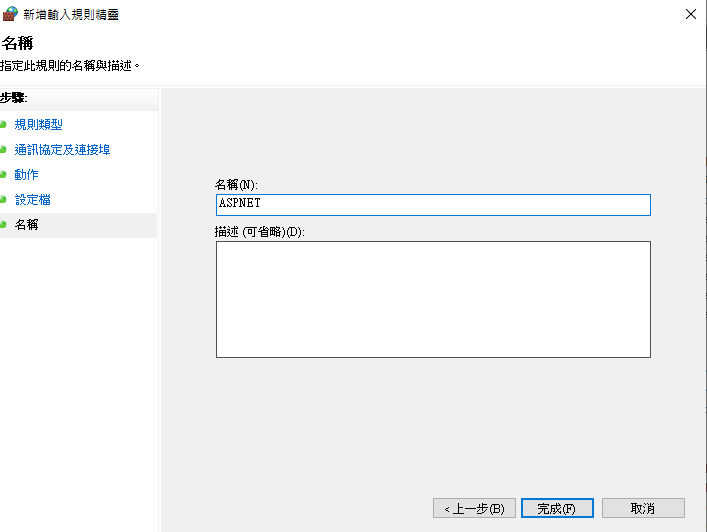 新增輸入規則精靈
名稱
指定此規則的名稱與描述。
步驟:
規則類型
通訊協定及連接埠
動作
設定檔
名稱
名稱(N):
ASPNET
描述 (可省略)(D):
< 上一步(B)
完成(F)
取消